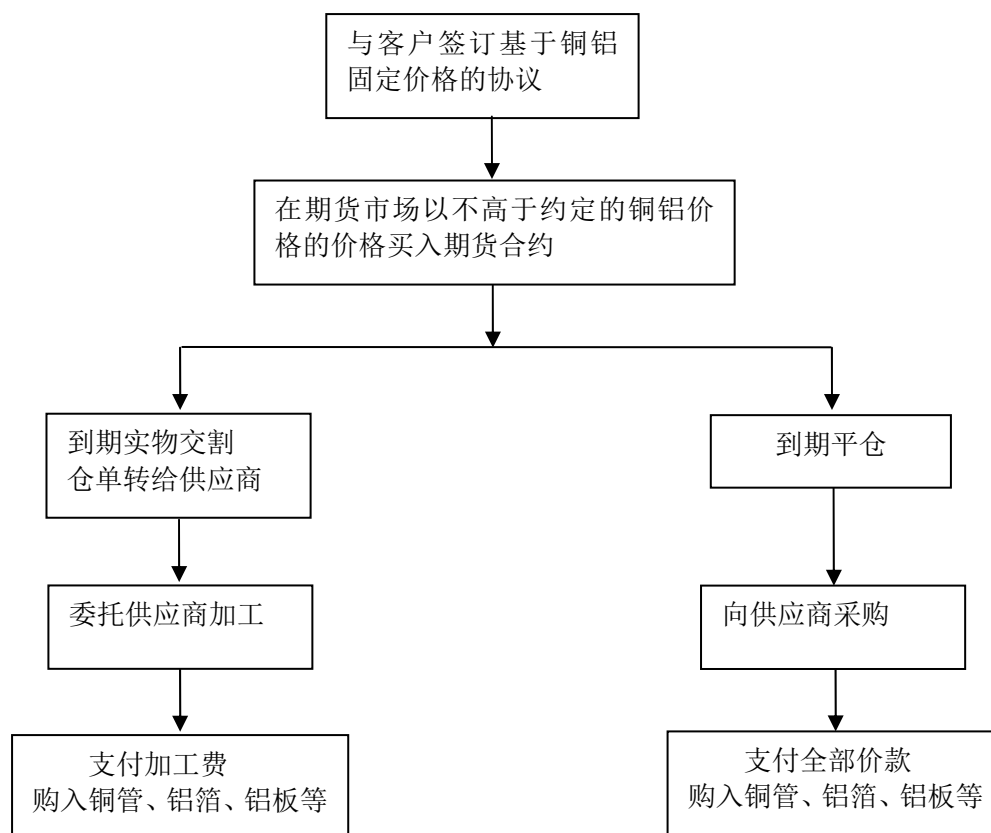 与客户签订基于铜铝
固定价格的协议
在期货市场以不高于约定的铜铝价
格的价格买入期货合约
到期实物交割
仓单转给供应商
到期平仓
委托供应商加工
向供应商采购
支付加工费
购入铜管、铝箔、铝板等
支付全部价款
购入铜管、铝箔、铝板等